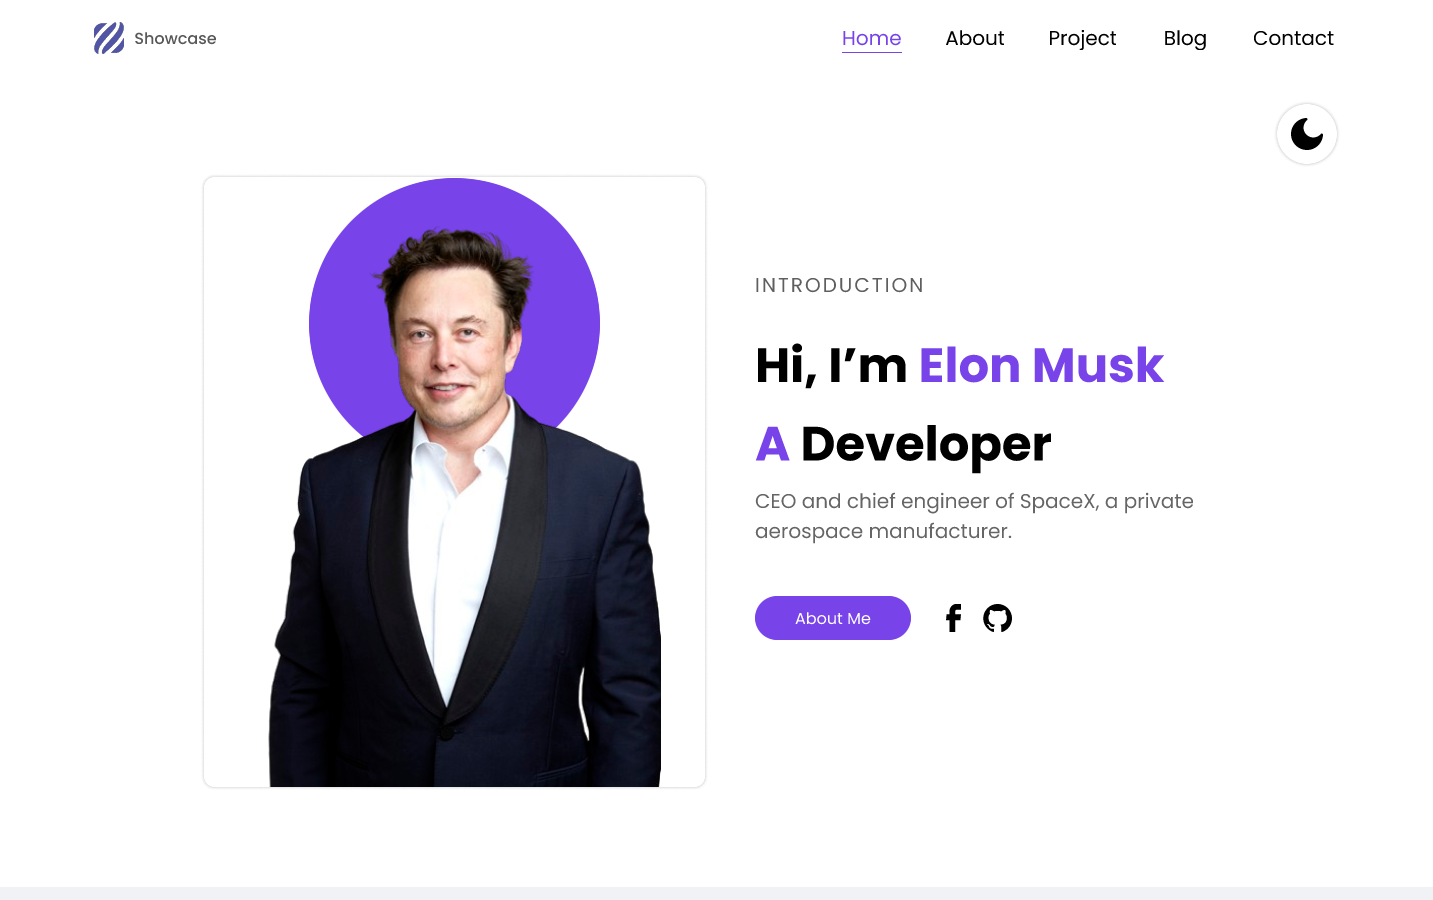 Showcase
Home About Project Blog Contact
INTRODUCTION
Hi, I’m Elon Musk
A Developer
CEO and chief engineer of SpaceX, a private
aerospace manufacturer.
About Me